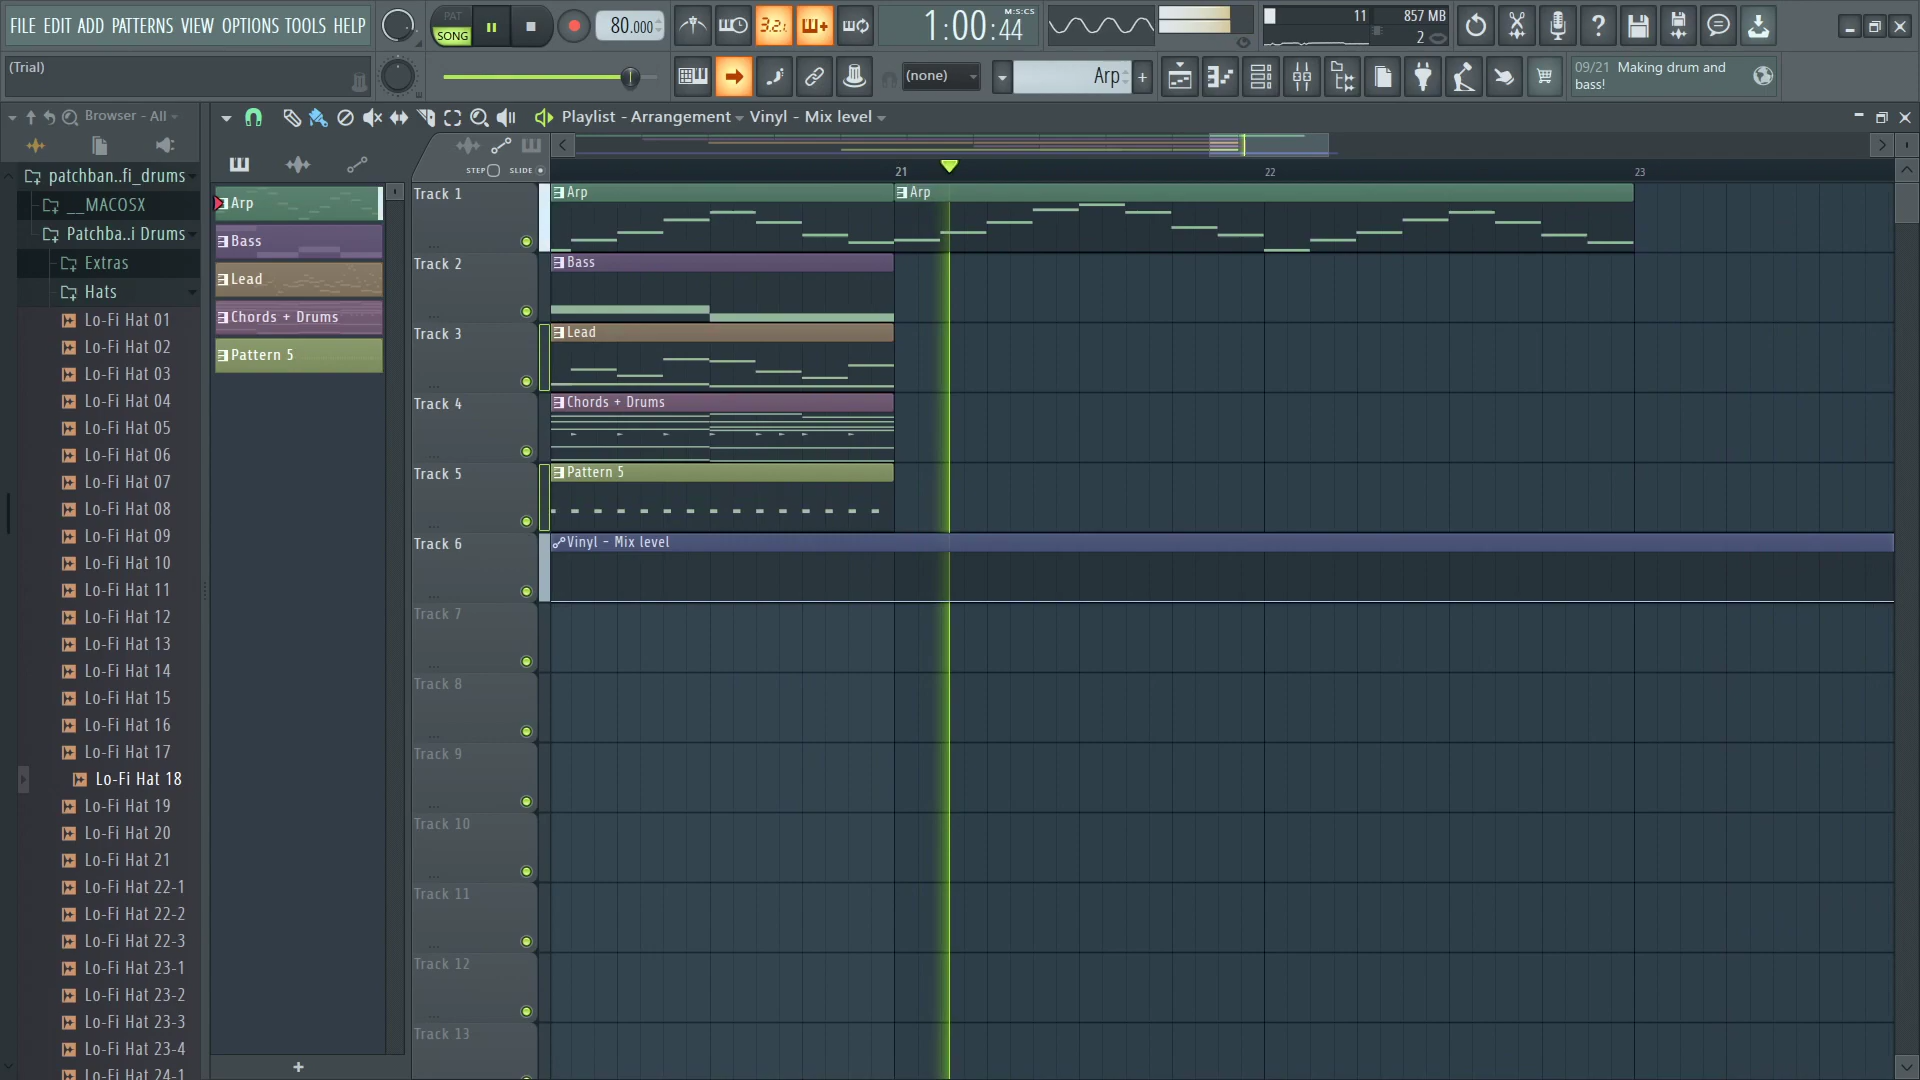 FILE EDIT ADD PATTERNS VIEW OPTIONS TOOLS HELP
PAT
SONG
80.000
3.2.
1:00:44
M:S:CS
11
857 MB
2
(Trial)
(none)
Arp
09/21 Making drum and
bass!
Browser - All
Playlist - Arrangement Vinyl - Mix level
STEP
SLIDE
21
22
23
patchban..fi_drums
__MACOSX
Patchba..i Drums
Extras
Hats
Lo-Fi Hat 01
Lo-Fi Hat 02
Lo-Fi Hat 03
Lo-Fi Hat 04
Lo-Fi Hat 05
Lo-Fi Hat 06
Lo-Fi Hat 07
Lo-Fi Hat 08
Lo-Fi Hat 09
Lo-Fi Hat 10
Lo-Fi Hat 11
Lo-Fi Hat 12
Lo-Fi Hat 13
Lo-Fi Hat 14
Lo-Fi Hat 15
Lo-Fi Hat 16
Lo-Fi Hat 17
Lo-Fi Hat 18
Lo-Fi Hat 19
Lo-Fi Hat 20
Lo-Fi Hat 21
Lo-Fi Hat 22-1
Lo-Fi Hat 22-2
Lo-Fi Hat 22-3
Lo-Fi Hat 23-1
Lo-Fi Hat 23-2
Lo-Fi Hat 23-3
Lo-Fi Hat 23-4
Lo-Fi Hat 24-1
Arp
Bass
Lead
Chords + Drums
Pattern 5
Track 1
Arp
Arp
Track 2
Bass
Track 3
Lead
Track 4
Chords + Drums
Track 5
Pattern 5
Track 6
Vinyl - Mix level
Track 7
Track 8
Track 9
Track 10
Track 11
Track 12
Track 13